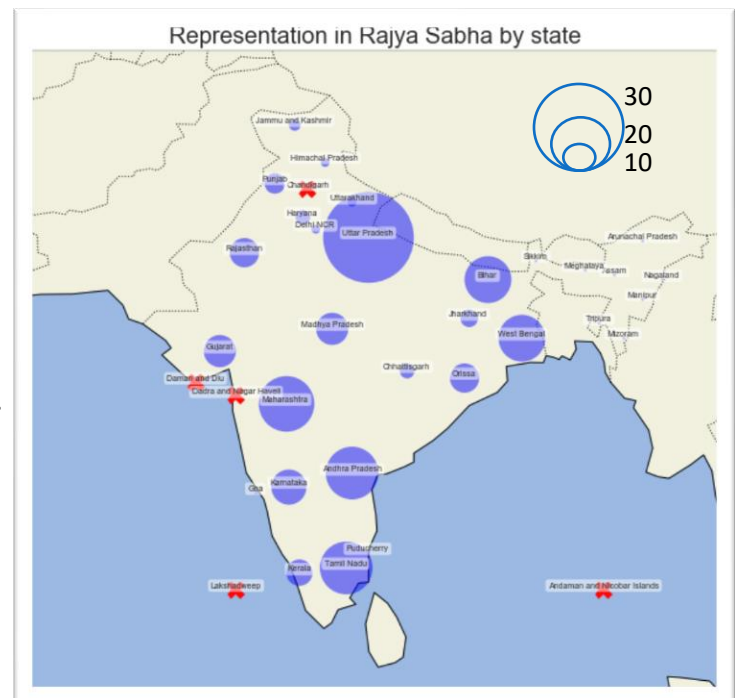 Representation in Rajya Sabha by state
30
20
10
Jammu and Kashmir
Himachal Pradesh
Punjab
Chandigarh
Uttarakhand
Haryana
Delhi NCR
Uttar Pradesh
Arunachal Pradesh
Rajasthan
Sikkim
Meghalaya
Assam
Nagaland
Bihar
Manipur
Jharkhand
Tripura
Madhya Pradesh
West Bengal
Mizoram
Gujarat
Chhattisgarh
Orissa
Daman and Diu
Dadra and Nagar Haveli
Maharashtra
Andhra Pradesh
Karnataka
Goa
Puducherry
Kerala
Tamil Nadu
Lakshadweep
Andaman and Nicobar Islands